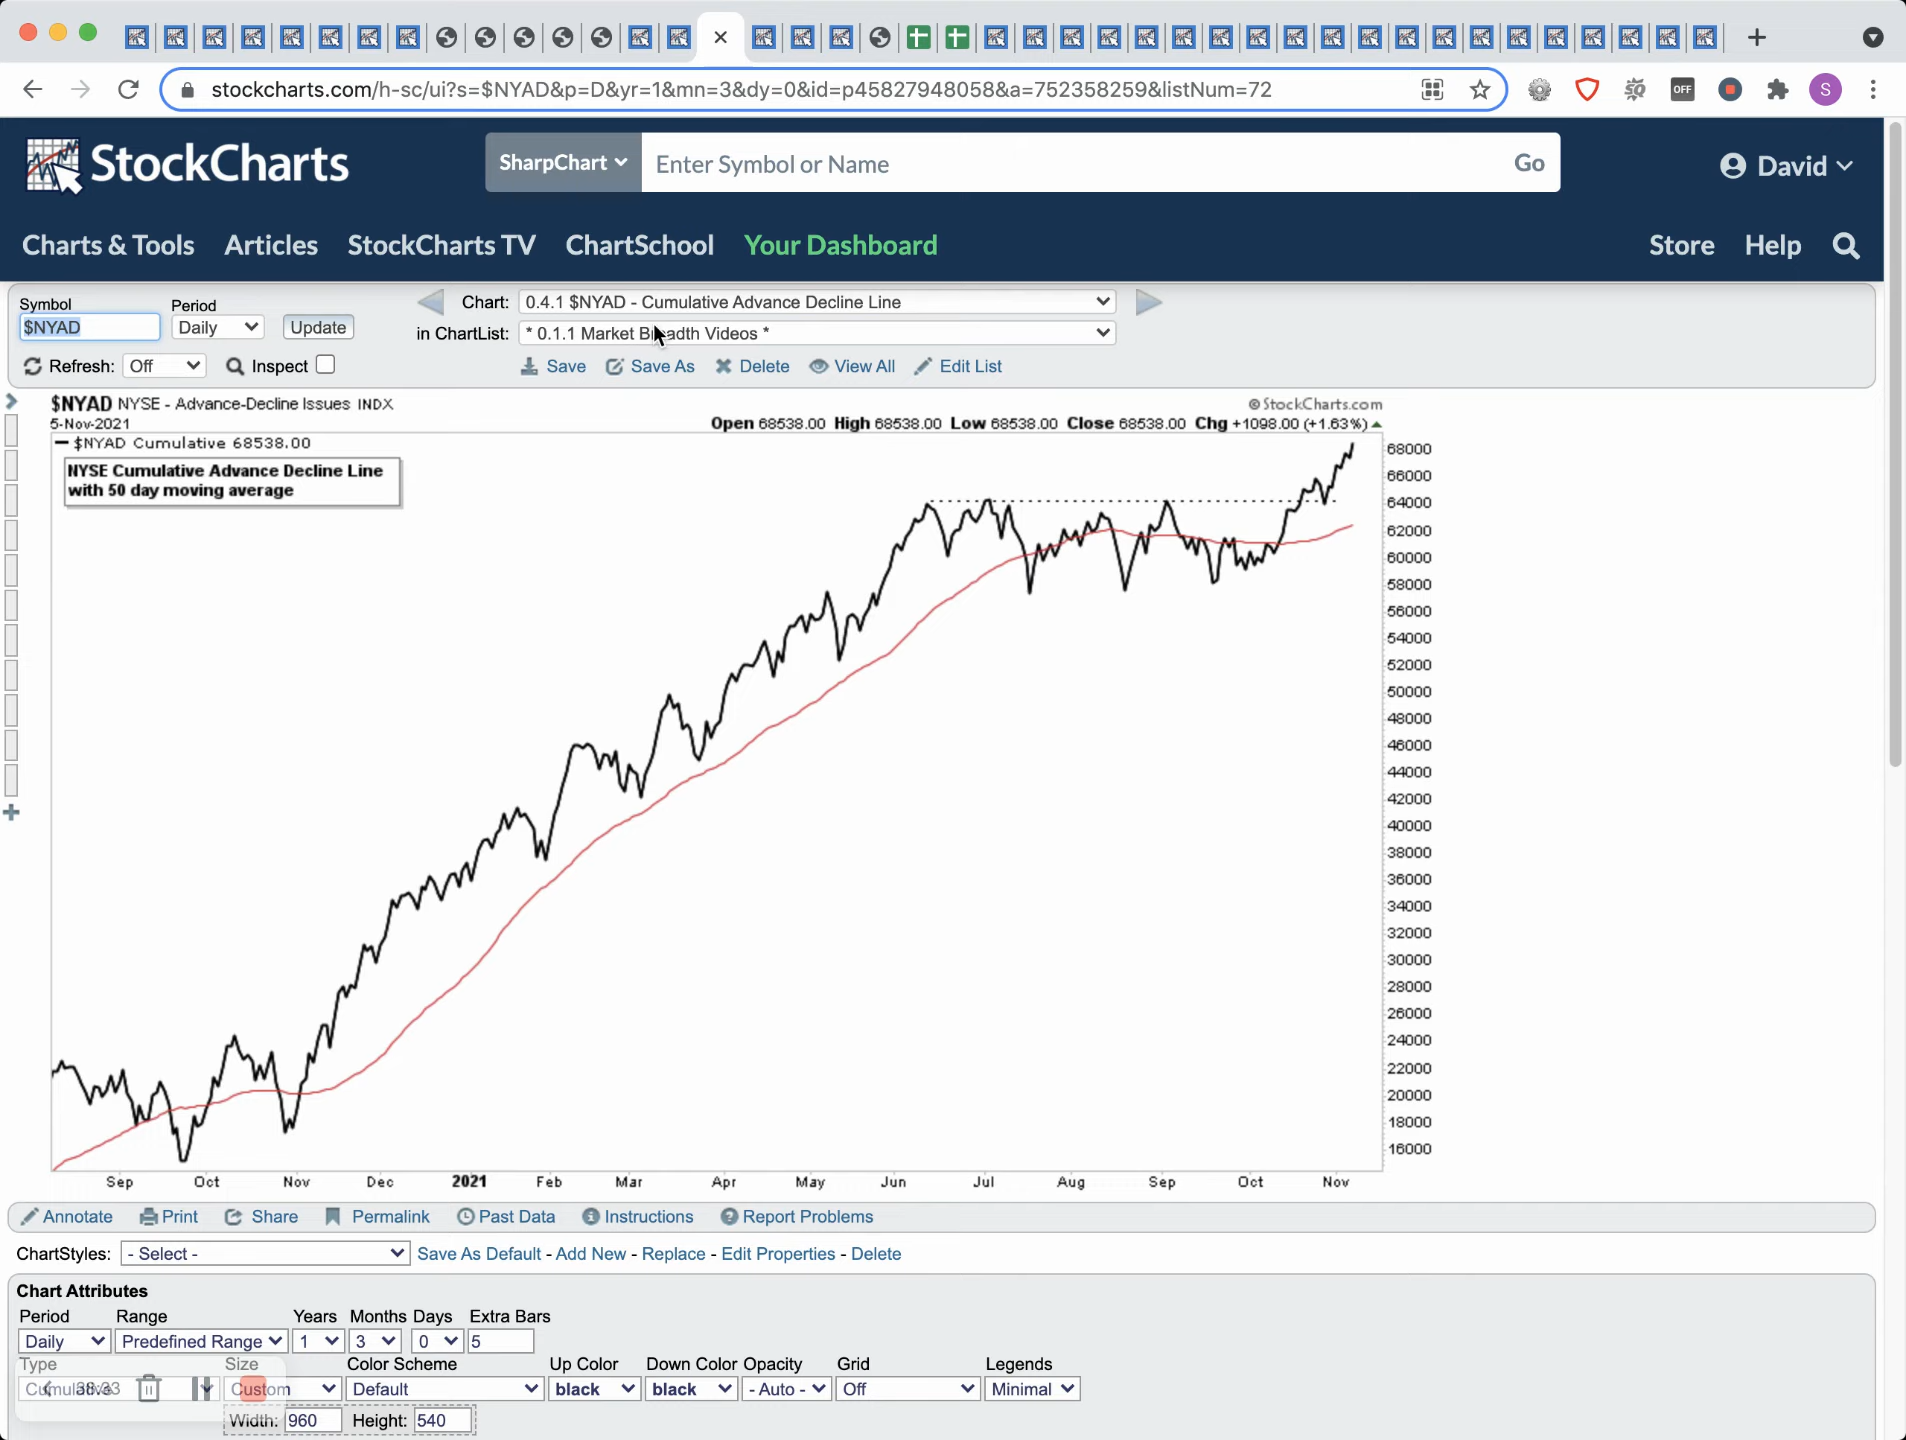 stockcharts.com/h-sc/ui?s=$NYAD&p=D&yr=1&mn=3&dy=0&id=p45827948058&a=752358259&listNum=72
OFF
S
StockCharts
SharpChart
Enter Symbol or Name
Go
David
Charts & Tools Articles StockCharts TV ChartSchool Your Dashboard Store Help
Symbol Period
$NYAD Daily Update
Chart: 0.4.1 $NYAD - Cumulative Advance Decline Line
in ChartList: * 0.1.1 Market Breadth Videos *
Refresh: Off Inspect
Save Save As Delete View All Edit List
$NYAD NYSE - Advance-Decline Issues INDX
© StockCharts.com
5-Nov-2021
Open 68538.00 High 68538.00 Low 68538.00 Close 68538.00 Chg +1098.00 (+1.63%)
$NYAD Cumulative 68538.00
NYSE Cumulative Advance Decline Line
with 50 day moving average
68000
66000
64000
62000
60000
58000
56000
54000
52000
50000
48000
46000
44000
42000
40000
38000
36000
34000
32000
30000
28000
26000
24000
22000
20000
18000
16000
Sep Oct Nov Dec 2021 Feb Mar Apr May Jun Jul Aug Sep Oct Nov
Annotate Print Share Permalink Past Data Instructions Report Problems
ChartStyles: - Select - Save As Default - Add New - Replace - Edit Properties - Delete
Chart Attributes
Period Range Years Months Days Extra Bars
Daily Predefined Range 1 3 0 5
Type Size Color Scheme Up Color Down Color Opacity Grid Legends
Cumulative Custom Default black black - Auto - Off Minimal
Width: 960 Height: 540